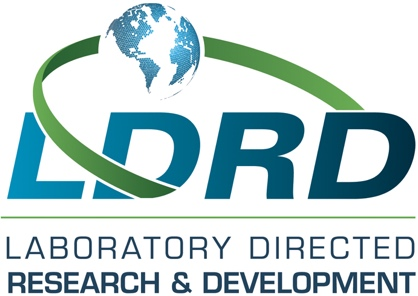 LDRD
LABORATORY DIRECTED
RESEARCH & DEVELOPMENT